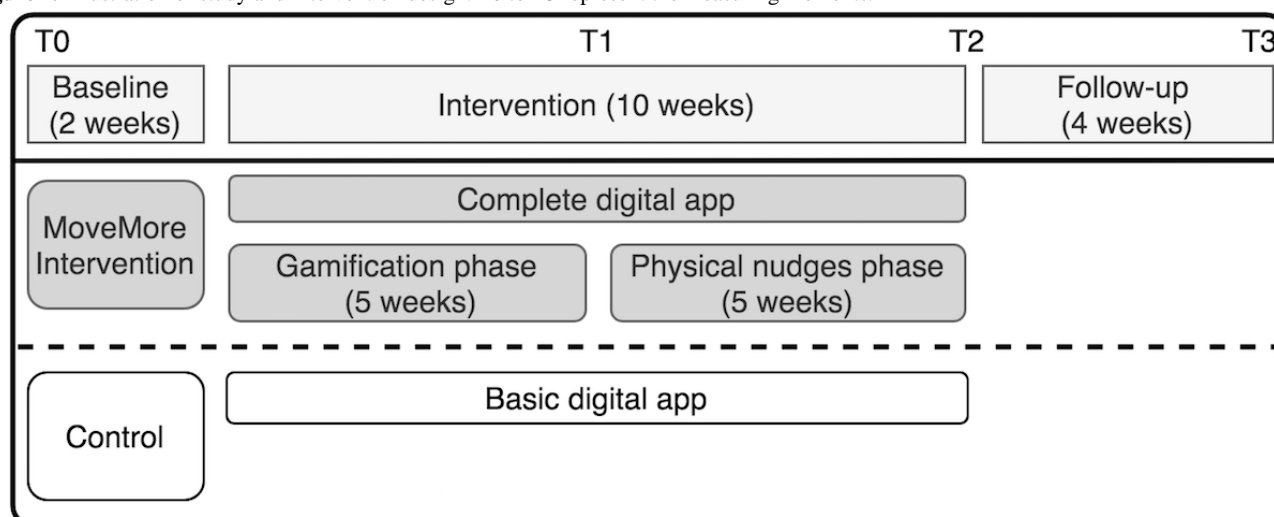 T0 T1 T2 T3
Baseline
(2 weeks)
Intervention (10 weeks)
Follow-up
(4 weeks)
MoveMore
Intervention
Complete digital app
Gamification phase
(5 weeks)
Physical nudges phase
(5 weeks)
Control
Basic digital app